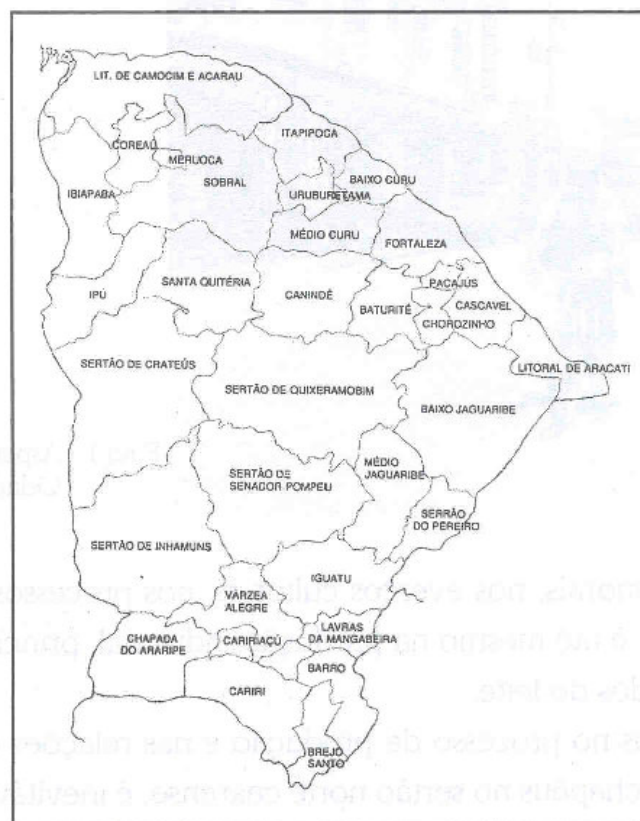 LIT. DE CAMOCIM E ACARAU
COREAÚ
ITAPIPOCA
MERUOCA
IBIAPABA
SOBRAL
BAIXO CURU
URUBURETAMA
MÉDIO CURU
FORTALEZA
PACAJÚS
IPÚ
SANTA QUITÉRIA
CANINDÉ
BATURITÉ
CASCAVEL
CHOROZINHO
SERTÃO DE CRATEÚS
LITORAL DE ARACATI
SERTÃO DE QUIXERAMOBIM
BAIXO JAGUARIBE
MÉDIO
JAGUARIBE
SERTÃO DE
SENADOR POMPEU
SERRÃO
DO PEREIRO
SERTÃO DE INHAMUNS
IGUATU
VÁRZEA
ALEGRE
LAVRAS
DA MANGABEIRA
CHAPADA
DO ARARIPE
CARIRIAÇÚ
BARRO
CARIRI
BREJO
SANTO